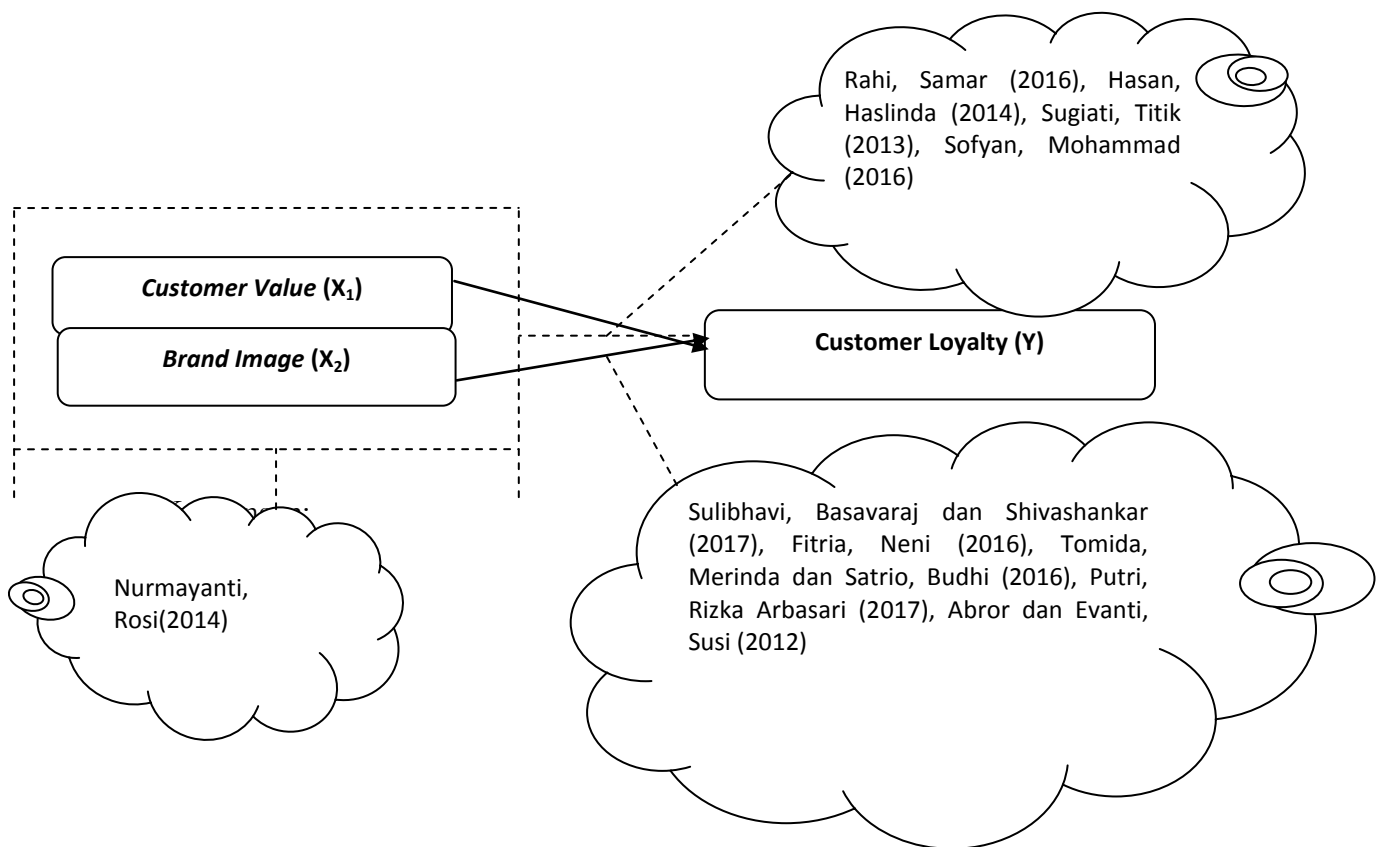 Rahi, Samar (2016), Hasan,
Haslinda (2014), Sugiati, Titik
(2013), Sofyan, Mohammad
(2016)
Customer Value (X₁)
Brand Image (X₂)
Customer Loyalty (Y)
Sulibhavi, Basavaraj dan Shivashankar
(2017), Fitria, Neni (2016), Tomida,
Merinda dan Satrio, Budhi (2016), Putri,
Rizka Arbasari (2017), Abror dan Evanti,
Susi (2012)
Nurmayanti,
Rosi(2014)